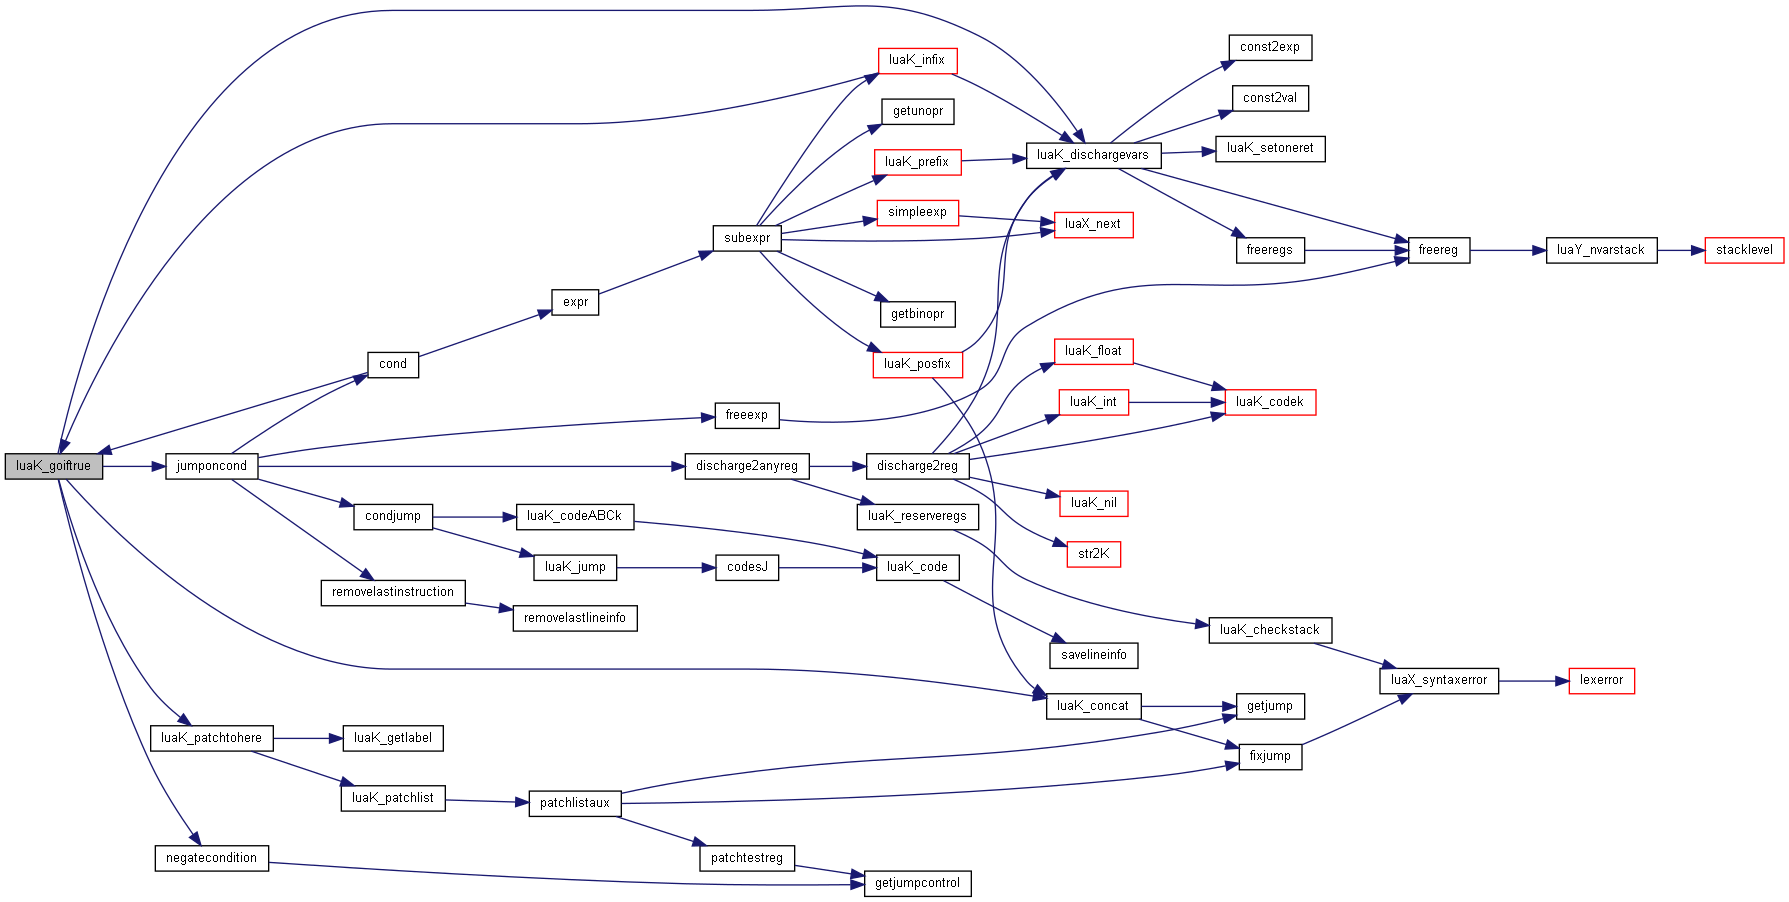 luaK_goiftrue
jumponcond
cond
expr
subexpr
luaK_infix
getunopr
luaK_prefix
simpleexp
luaX_next
getbinopr
luaK_posfix
luaK_dischargevars
const2exp
const2val
luaK_setoneret
freeregs
freereg
luaY_nvarstack
stacklevel
freeexp
discharge2anyreg
discharge2reg
luaK_float
luaK_int
luaK_codek
luaK_nil
str2K
luaK_reserveregs
luaK_checkstack
luaX_syntaxerror
lexerror
condjump
luaK_codeABCk
luaK_jump
codesJ
luaK_code
savelineinfo
removelastinstruction
removelastlineinfo
luaK_concat
getjump
fixjump
luaK_patchtohere
luaK_getlabel
luaK_patchlist
patchlistaux
patchtestreg
negatecondition
getjumpcontrol